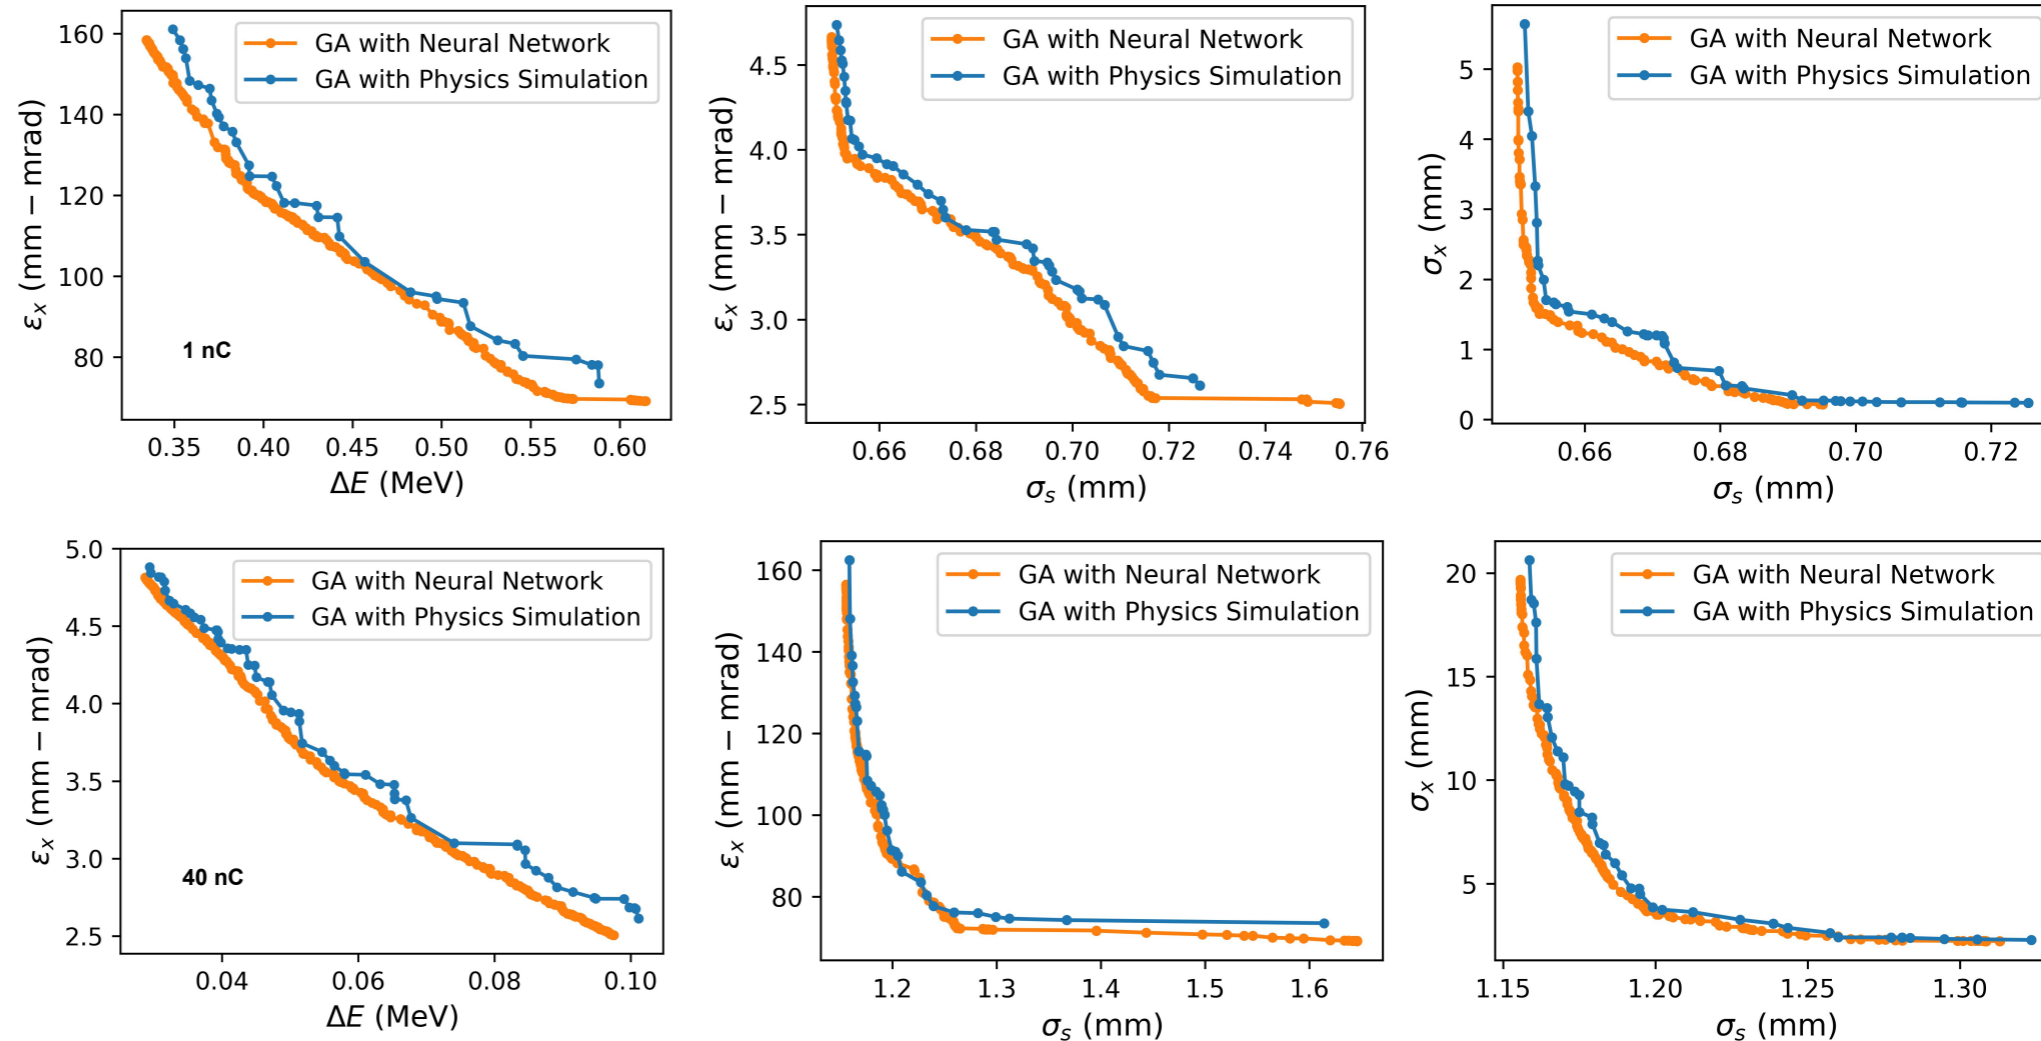 160
140
120
100
80
εx (mm − mrad)
GA with Neural Network
GA with Physics Simulation
1 nC
0.35 0.40 0.45 0.50 0.55 0.60
ΔE (MeV)
4.5
4.0
3.5
3.0
2.5
εx (mm − mrad)
GA with Neural Network
GA with Physics Simulation
0.66 0.68 0.70 0.72 0.74 0.76
σs (mm)
5
4
3
2
1
0
σx (mm)
GA with Neural Network
GA with Physics Simulation
0.66 0.68 0.70 0.72
σs (mm)
5.0
4.5
4.0
3.5
3.0
2.5
εx (mm − mrad)
GA with Neural Network
GA with Physics Simulation
40 nC
0.04 0.06 0.08 0.10
ΔE (MeV)
160
140
120
100
80
εx (mm − mrad)
GA with Neural Network
GA with Physics Simulation
1.2 1.3 1.4 1.5 1.6
σs (mm)
20
15
10
5
σx (mm)
GA with Neural Network
GA with Physics Simulation
1.15 1.20 1.25 1.30
σs (mm)